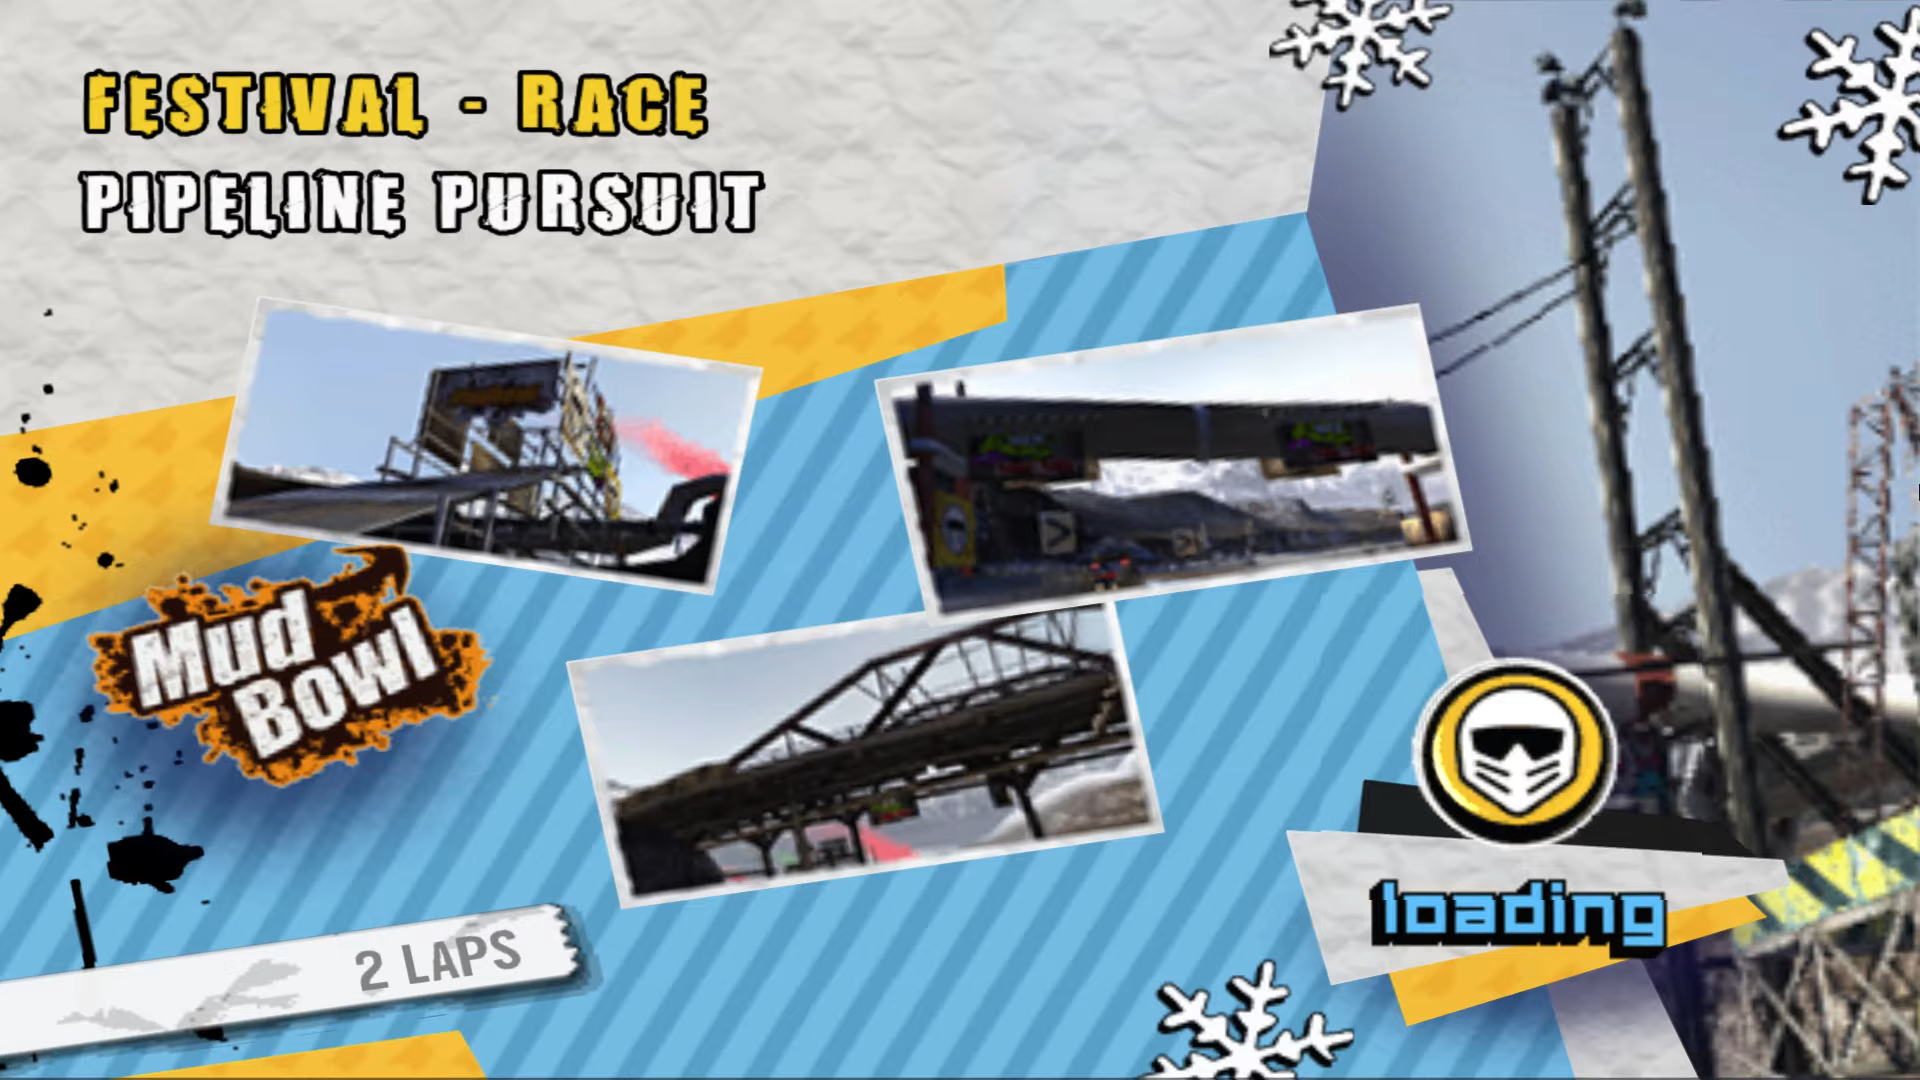 FESTIVAL - RACE
PIPELINE PURSUIT
Mud
Bowl
2 LAPS
loading